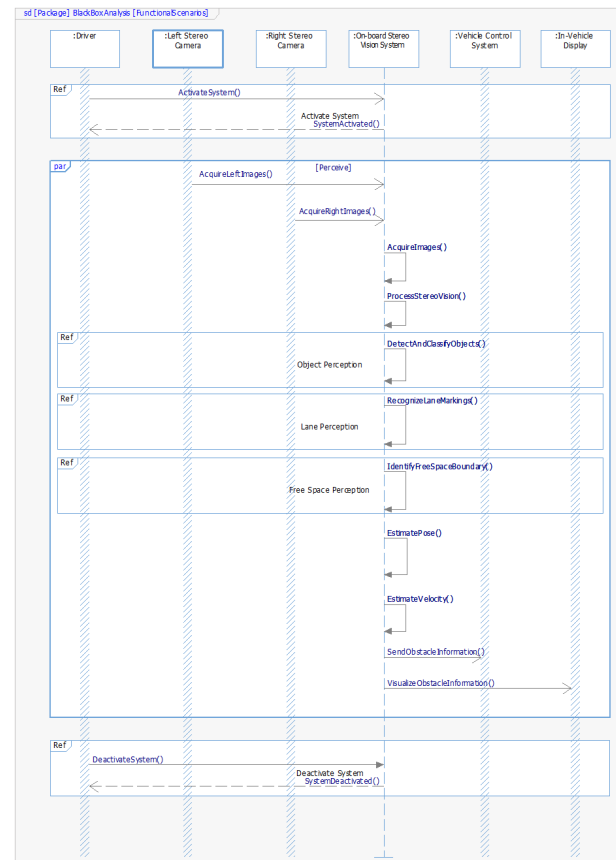 sd [Package] BlackBoxAnalysis [FunctionalScenarios]
:Driver
:Left Stereo
Camera
:Right Stereo
Camera
:On-board Stereo
Vision System
:Vehicle Control
System
:In-Vehicle
Display
Ref
ActivateSystem()
Activate System
SystemActivated()
par
[Perceive]
AcquireLeftImages()
AcquireRightImages()
AcquireImages()
ProcessStereoVision()
Ref
DetectAndClassifyObjects()
Object Perception
Ref
RecognizeLaneMarkings()
Lane Perception
Ref
IdentifyFreeSpaceBoundary()
Free Space Perception
EstimatePose()
EstimateVelocity()
SendObstacleInformation()
VisualizeObstacleInformation()
Ref
DeactivateSystem()
Deactivate System
SystemDeactivated()